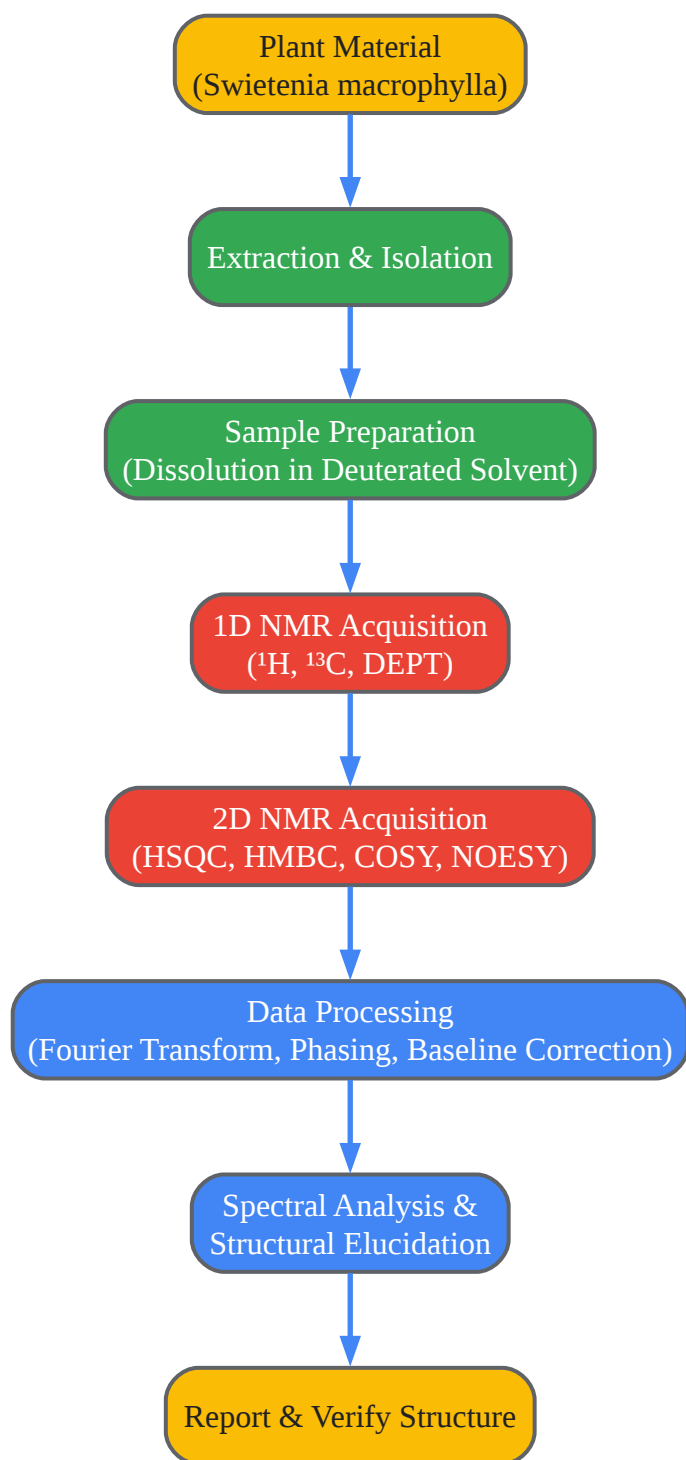 Plant Material
(Swietenia macrophylla)
Extraction & Isolation
Sample Preparation
(Dissolution in Deuterated Solvent)
1D NMR Acquisition
(¹H, ¹³C, DEPT)
2D NMR Acquisition
(HSQC, HMBC, COSY, NOESY)
Data Processing
(Fourier Transform, Phasing, Baseline Correction)
Spectral Analysis &
Structural Elucidation
Report & Verify Structure